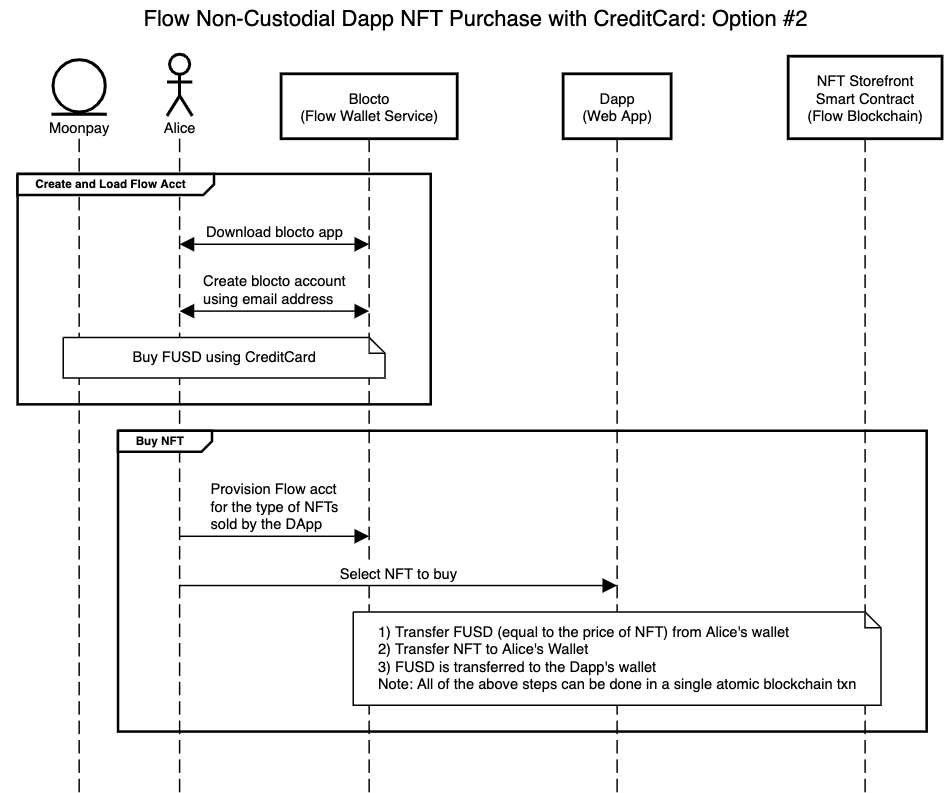 Flow Non-Custodial Dapp NFT Purchase with CreditCard: Option #2
Moonpay
Alice
Blocto
(Flow Wallet Service)
Dapp
(Web App)
NFT Storefront
Smart Contract
(Flow Blockchain)
Create and Load Flow Acct
Download blocto app
Create blocto account
using email address
Buy FUSD using CreditCard
Buy NFT
Provision Flow acct
for the type of NFTs
sold by the DApp
Select NFT to buy
1) Transfer FUSD (equal to the price of NFT) from Alice's wallet
2) Transfer NFT to Alice's Wallet
3) FUSD is transferred to the Dapp's wallet
Note: All of the above steps can be done in a single atomic blockchain txn